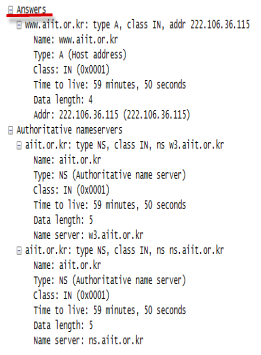 Answers
www.aiit.or.kr: type A, class IN, addr 222.106.36.115
Name: www.aiit.or.kr
Type: A (Host address)
Class: IN (0x0001)
Time to live: 59 minutes, 50 seconds
Data length: 4
Addr: 222.106.36.115 (222.106.36.115)
Authoritative nameservers
aiit.or.kr: type NS, class IN, ns w3.aiit.or.kr
Name: aiit.or.kr
Type: NS (Authoritative name server)
Class: IN (0x0001)
Time to live: 59 minutes, 50 seconds
Data length: 5
Name server: w3.aiit.or.kr
aiit.or.kr: type NS, class IN, ns ns.aiit.or.kr
Name: aiit.or.kr
Type: NS (Authoritative name server)
Class: IN (0x0001)
Time to live: 59 minutes, 50 seconds
Data length: 5
Name server: ns.aiit.or.kr